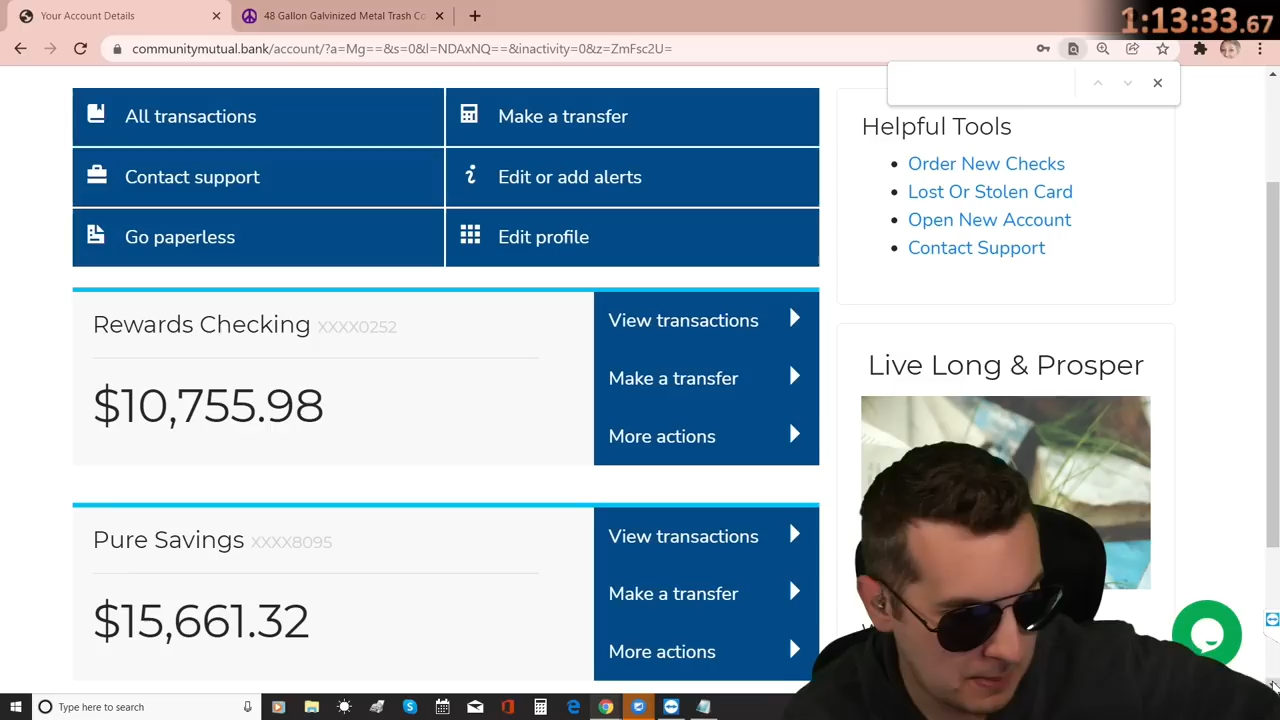 Your Account Details
48 Gallon Galvinized Metal Trash Co
1:13:33.67
communitymutual.bank/account/?a=Mg==&s=0&l=NDAxNQ==&inactivity=0&z=ZmFsc2U=
All transactions
Make a transfer
Contact support
Edit or add alerts
Go paperless
Edit profile
Helpful Tools
Order New Checks
Lost Or Stolen Card
Open New Account
Contact Support
Rewards Checking XXXX0252
$10,755.98
View transactions
Make a transfer
More actions
Live Long & Prosper
Pure Savings XXXX8095
$15,661.32
View transactions
Make a transfer
More actions
Type here to search